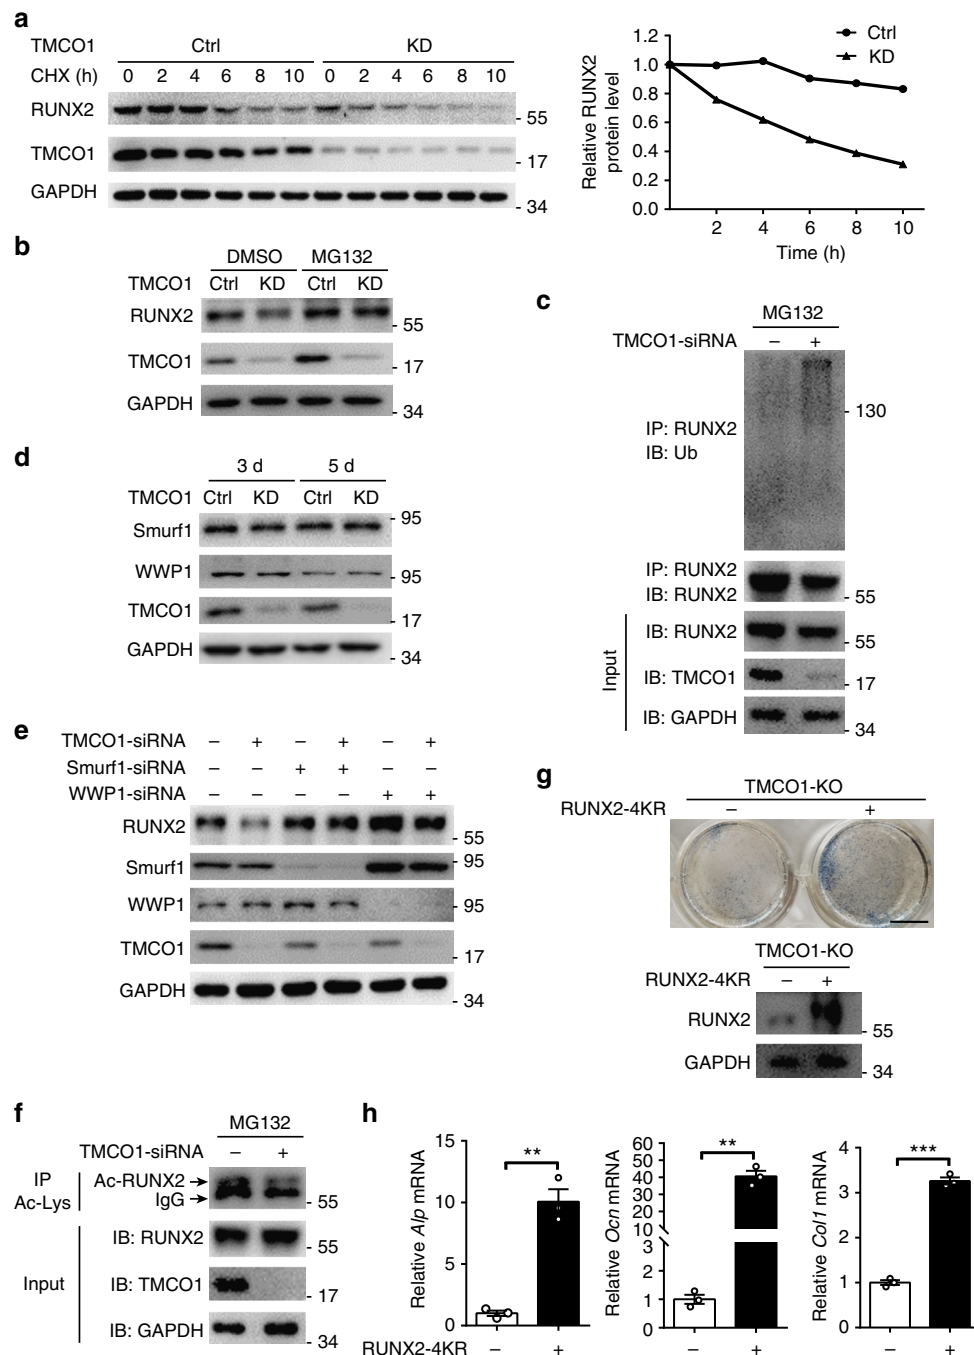 a
TMCO1 Ctrl KD
CHX (h) 0 2 4 6 8 10 0 2 4 6 8 10
RUNX2
- 55
TMCO1
- 17
GAPDH
- 34
Relative RUNX2
protein level
1.2
1.0
0.8
0.6
0.4
0.2
0.0
2 4 6 8 10
Time (h)
Ctrl
KD
b
DMSO MG132
TMCO1 Ctrl KD Ctrl KD
RUNX2
- 55
TMCO1
- 17
GAPDH
- 34
c
MG132
TMCO1-siRNA – +
- 130
IP: RUNX2
IB: Ub
IP: RUNX2
IB: RUNX2
- 55
Input
IB: RUNX2
- 55
IB: TMCO1
- 17
IB: GAPDH
- 34
d
3 d 5 d
TMCO1 Ctrl KD Ctrl KD
- 95
Smurf1
WWP1
- 95
TMCO1
- 17
GAPDH
- 34
e
TMCO1-siRNA – + – + – +
Smurf1-siRNA – – + + – –
WWP1-siRNA – – – – + +
RUNX2
- 55
Smurf1
- 95
WWP1
- 95
TMCO1
- 17
GAPDH
- 34
g
TMCO1-KO
RUNX2-4KR – +
TMCO1-KO
RUNX2-4KR – +
RUNX2
- 55
GAPDH
- 34
f
MG132
TMCO1-siRNA – +
IP
Ac-Lys
Ac-RUNX2
IgG
- 55
Input
IB: RUNX2
- 55
IB: TMCO1
- 17
IB: GAPDH
- 34
h
Relative Alp mRNA
15
10
5
0
**
RUNX2-4KR – +
Relative Ocn mRNA
60
50
40
30
20
10
3
2
1
0
**
– +
Relative Col1 mRNA
4
3
2
1
0
***
– +